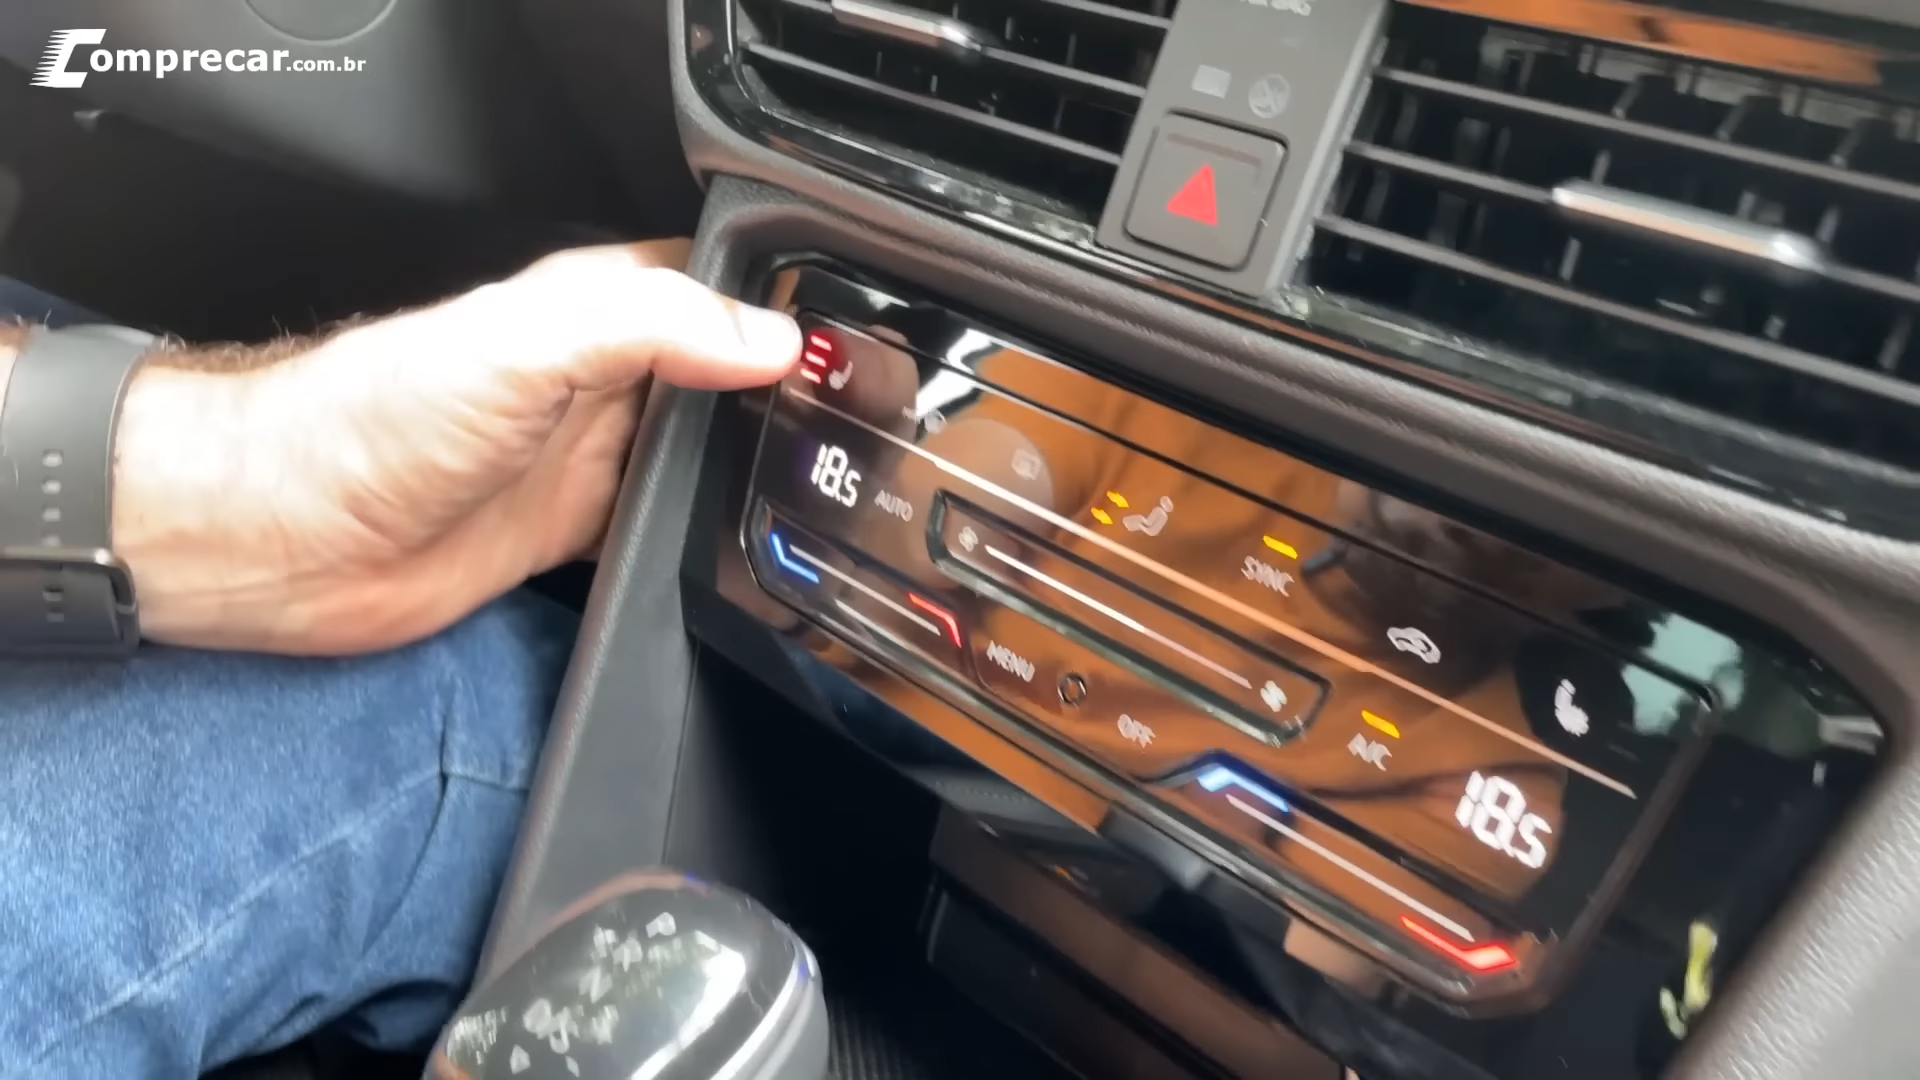 Comprecar.com.br
18.5
AUTO
SYNC
MENU
OFF
A/C
18.5